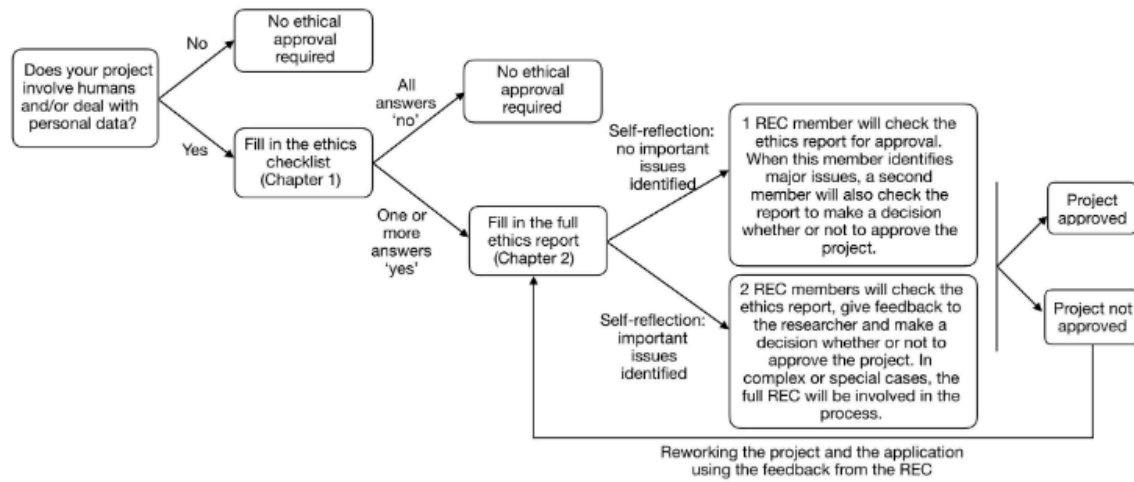 Does your project
involve humans
and/or deal with
personal data?
No
No ethical
approval
required
Yes
Fill in the ethics
checklist
(Chapter 1)
All
answers
‘no’
No ethical
approval
required
One or
more
answers
‘yes’
Fill in the full
ethics report
(Chapter 2)
Self-reflection:
no important
issues
identified
1 REC member will check the
ethics report for approval.
When this member identifies
major issues, a second
member will also check the
report to make a decision
whether or not to approve the
project.
Self-reflection:
important
issues
identified
2 REC members will check the
ethics report, give feedback to
the researcher and make a
decision whether or not to
approve the project. In
complex or special cases, the
full REC will be involved in the
process.
Project
approved
Project not
approved
Reworking the project and the application
using the feedback from the REC